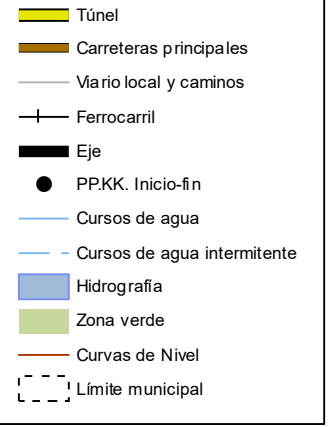 Túnel
Carreteras principales
Viario local y caminos
Ferrocarril
Eje
PP.KK. Inicio-fin
Cursos de agua
Cursos de agua intermitente
Hidrografía
Zona verde
Curvas de Nivel
Límite municipal